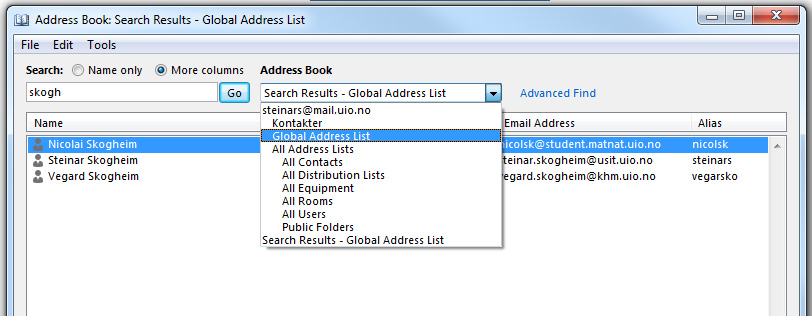 Address Book: Search Results - Global Address List
File Edit Tools
Search: Name only More columns Address Book
skogh Go Search Results - Global Address List Advanced Find
steinars@mail.uio.no
Kontakter
Global Address List
All Address Lists
All Contacts
All Distribution Lists
All Equipment
All Rooms
All Users
Public Folders
Search Results - Global Address List
Name Email Address Alias
Nicolai Skogheim nicolsk@student.matnat.uio.no nicolsk
Steinar Skogheim steinar.skogheim@usit.uio.no steinars
Vegard Skogheim vegard.skogheim@khm.uio.no vegarsko